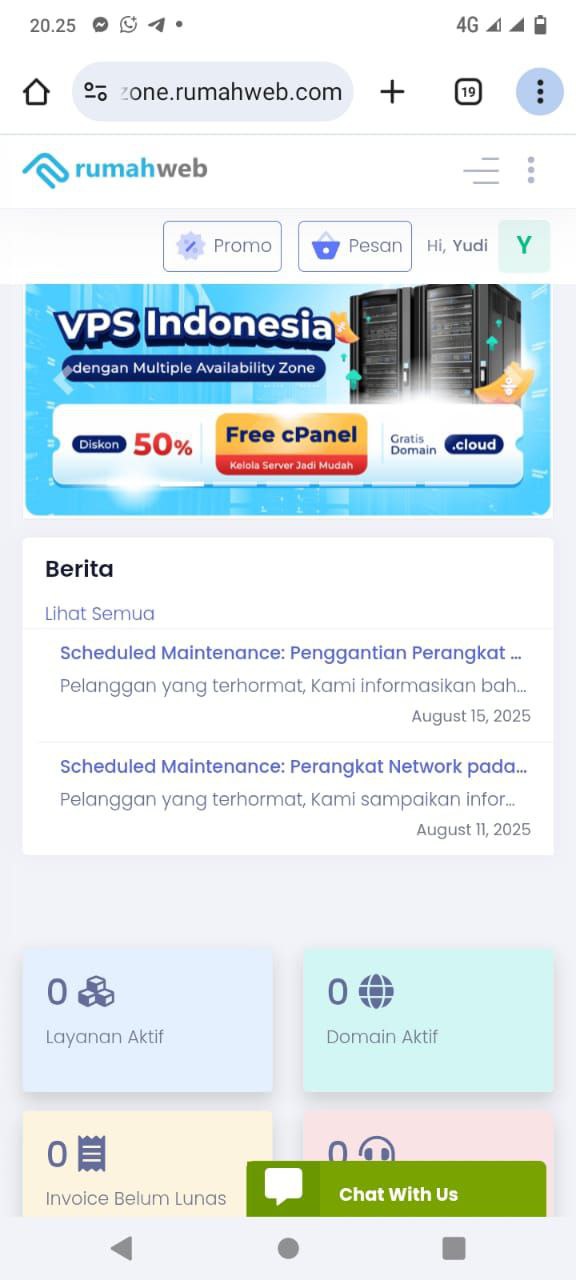 20.25
4G
zone.rumahweb.com
19
rumahweb
Promo
Pesan
Hi, Yudi
Y
VPS Indonesia
dengan Multiple Availability Zone
Diskon 50%
Free cPanel
Kelola Server Jadi Mudah
Gratis Domain .cloud
Berita
Lihat Semua
Scheduled Maintenance: Penggantian Perangkat ...
Pelanggan yang terhormat, Kami informasikan bah...
August 15, 2025
Scheduled Maintenance: Perangkat Network pada...
Pelanggan yang terhormat, Kami sampaikan infor...
August 11, 2025
0
Layanan Aktif
0
Domain Aktif
0
Invoice Belum Lunas
0
Chat With Us